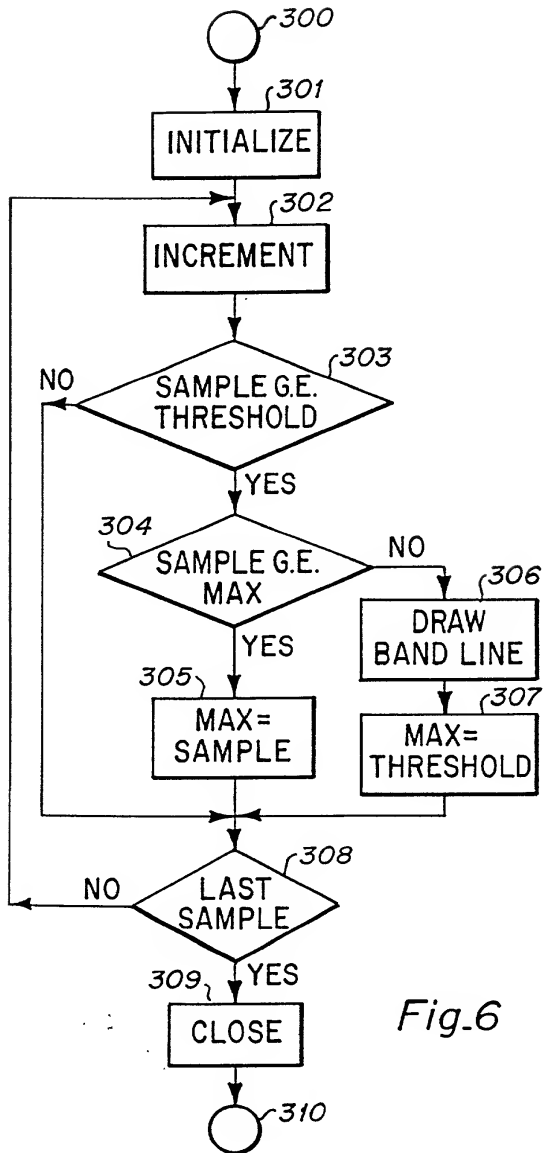 300
301
INITIALIZE
302
INCREMENT
303
NO
SAMPLE G.E.
THRESHOLD
YES
304
SAMPLE G.E.
MAX
NO
306
DRAW
BAND LINE
YES
305
MAX=
SAMPLE
307
MAX=
THRESHOLD
308
NO
LAST
SAMPLE
YES
309
CLOSE
Fig.6
310